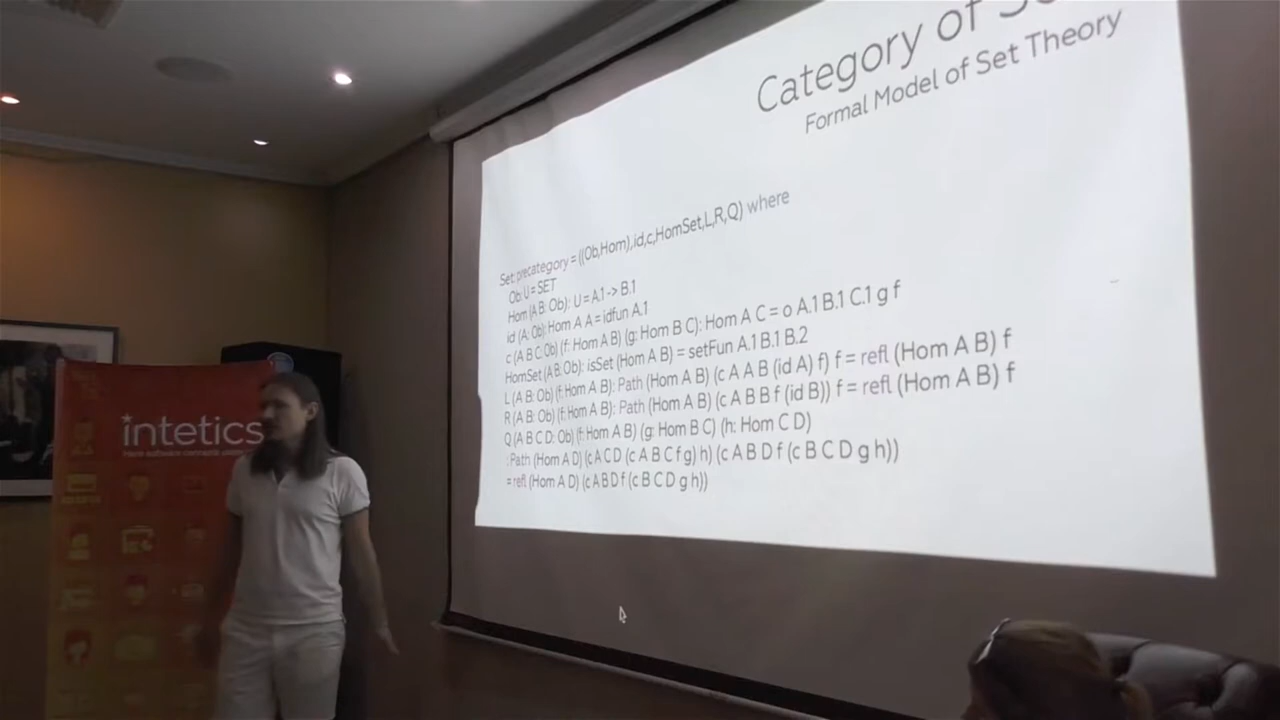 Category of
Formal Model of Set Theory
Set: precategory = ((Ob,Hom),id,c,HomSet,L,R,Q) where
Ob: U = SET
Hom (A B: Ob): U = A.1 -> B.1
id (A: Ob): Hom A A = idfun A.1
c (A B C: Ob) (f: Hom A B) (g: Hom B C): Hom A C = o A.1 B.1 C.1 g f
HomSet (A B: Ob): isSet (Hom A B) = setFun A.1 B.1 B.2
L (A B: Ob) (f: Hom A B): Path (Hom A B) (c A A B (id A) f) f = refl (Hom A B) f
R (A B: Ob) (f: Hom A B): Path (Hom A B) (c A B B f (id B)) f = refl (Hom A B) f
Q (A B C D: Ob) (f: Hom A B) (g: Hom B C) (h: Hom C D)
: Path (Hom A D) (c A C D (c A B C f g) h) (c A B D f (c B C D g h))
= refl (Hom A D) (c A B D f (c B C D g h))
intetics